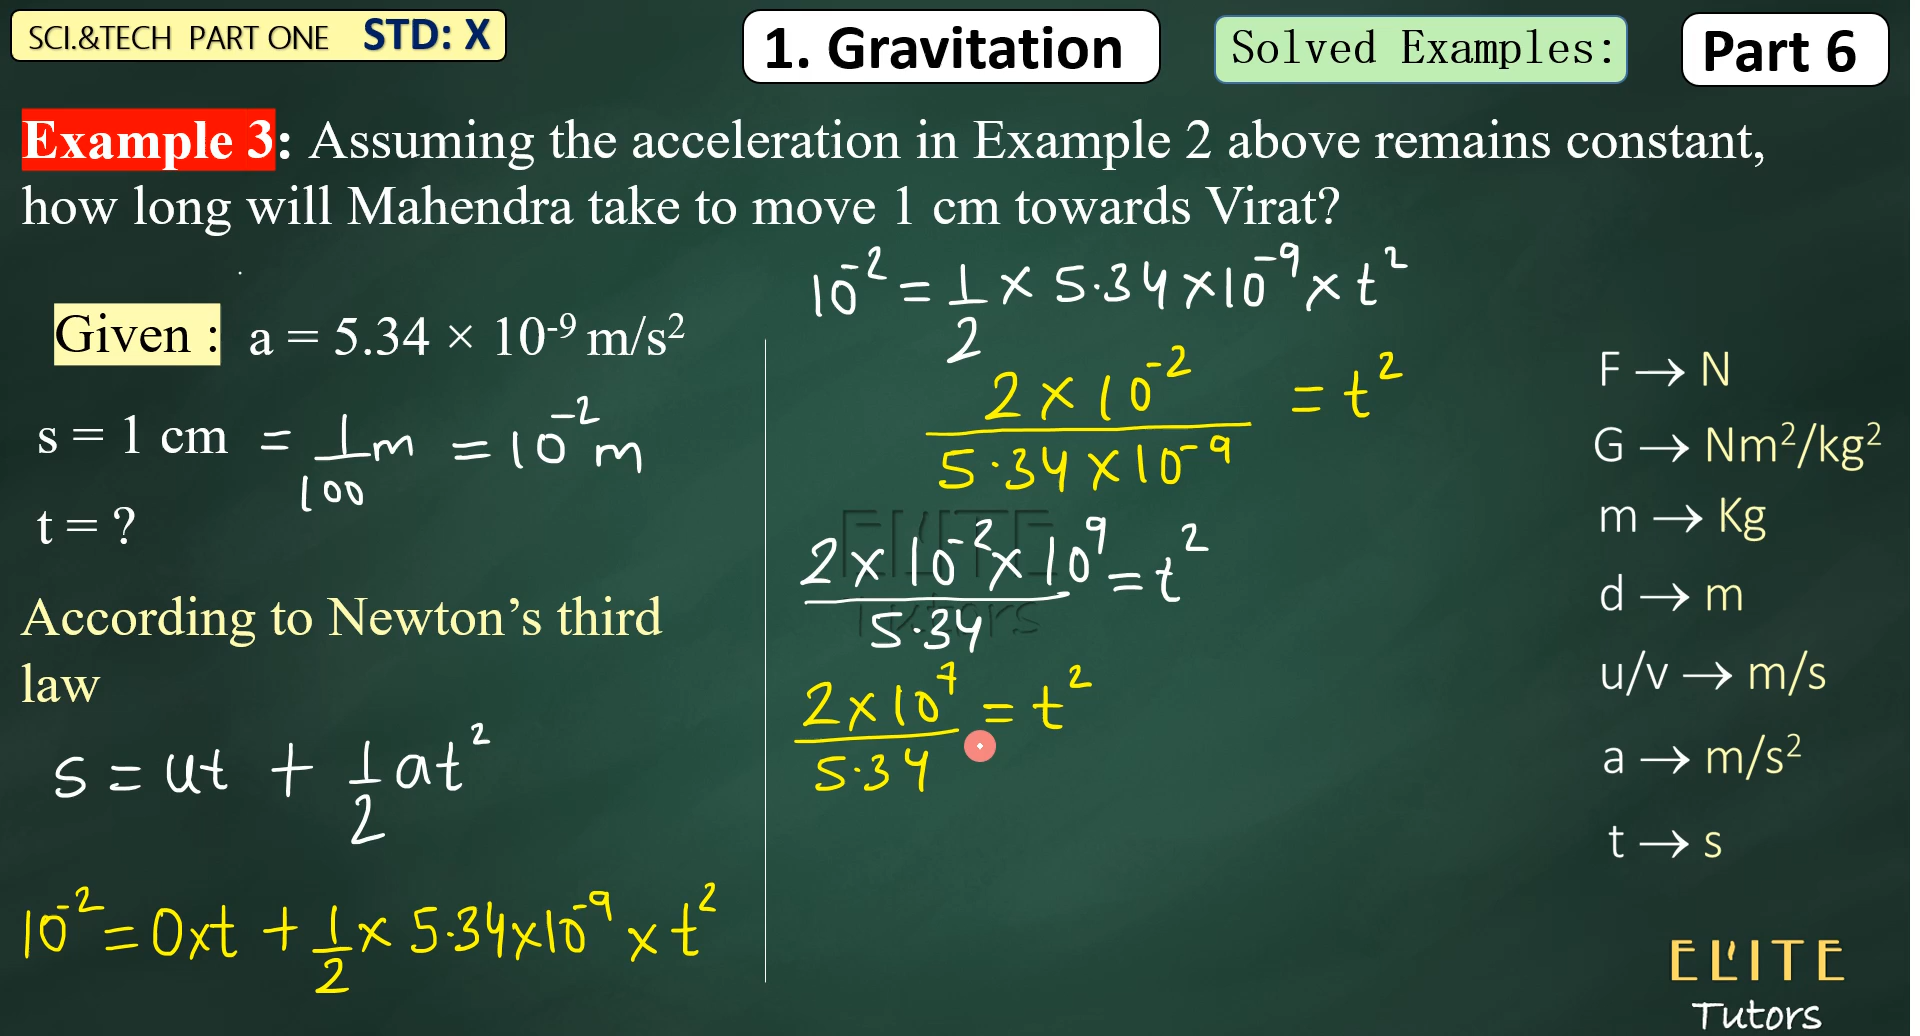 SCI.&TECH PART ONE STD: X
1. Gravitation
Solved Examples:
Part 6
Example 3: Assuming the acceleration in Example 2 above remains constant,
how long will Mahendra take to move 1 cm towards Virat?
Given : a = 5.34 × 10⁻⁹ m/s²
s = 1 cm = 1/100 m = 10⁻² m
t = ?
According to Newton's third
law
s = ut + 1/2 at²
10⁻² = 0xt + 1/2 x 5.34x10⁻⁹ x t²
10⁻² = 1/2 x 5.34 x10⁻⁹ x t²
2 x 10⁻² / 5.34 x 10⁻⁹ = t²
2 x 10⁻² x 10⁹ / 5.34 = t²
2 x 10⁷ / 5.34 = t²
ELITE
Tutors
F → N
G → Nm²/kg²
m → Kg
d → m
u/v → m/s
a → m/s²
t → s
ELITE
Tutors